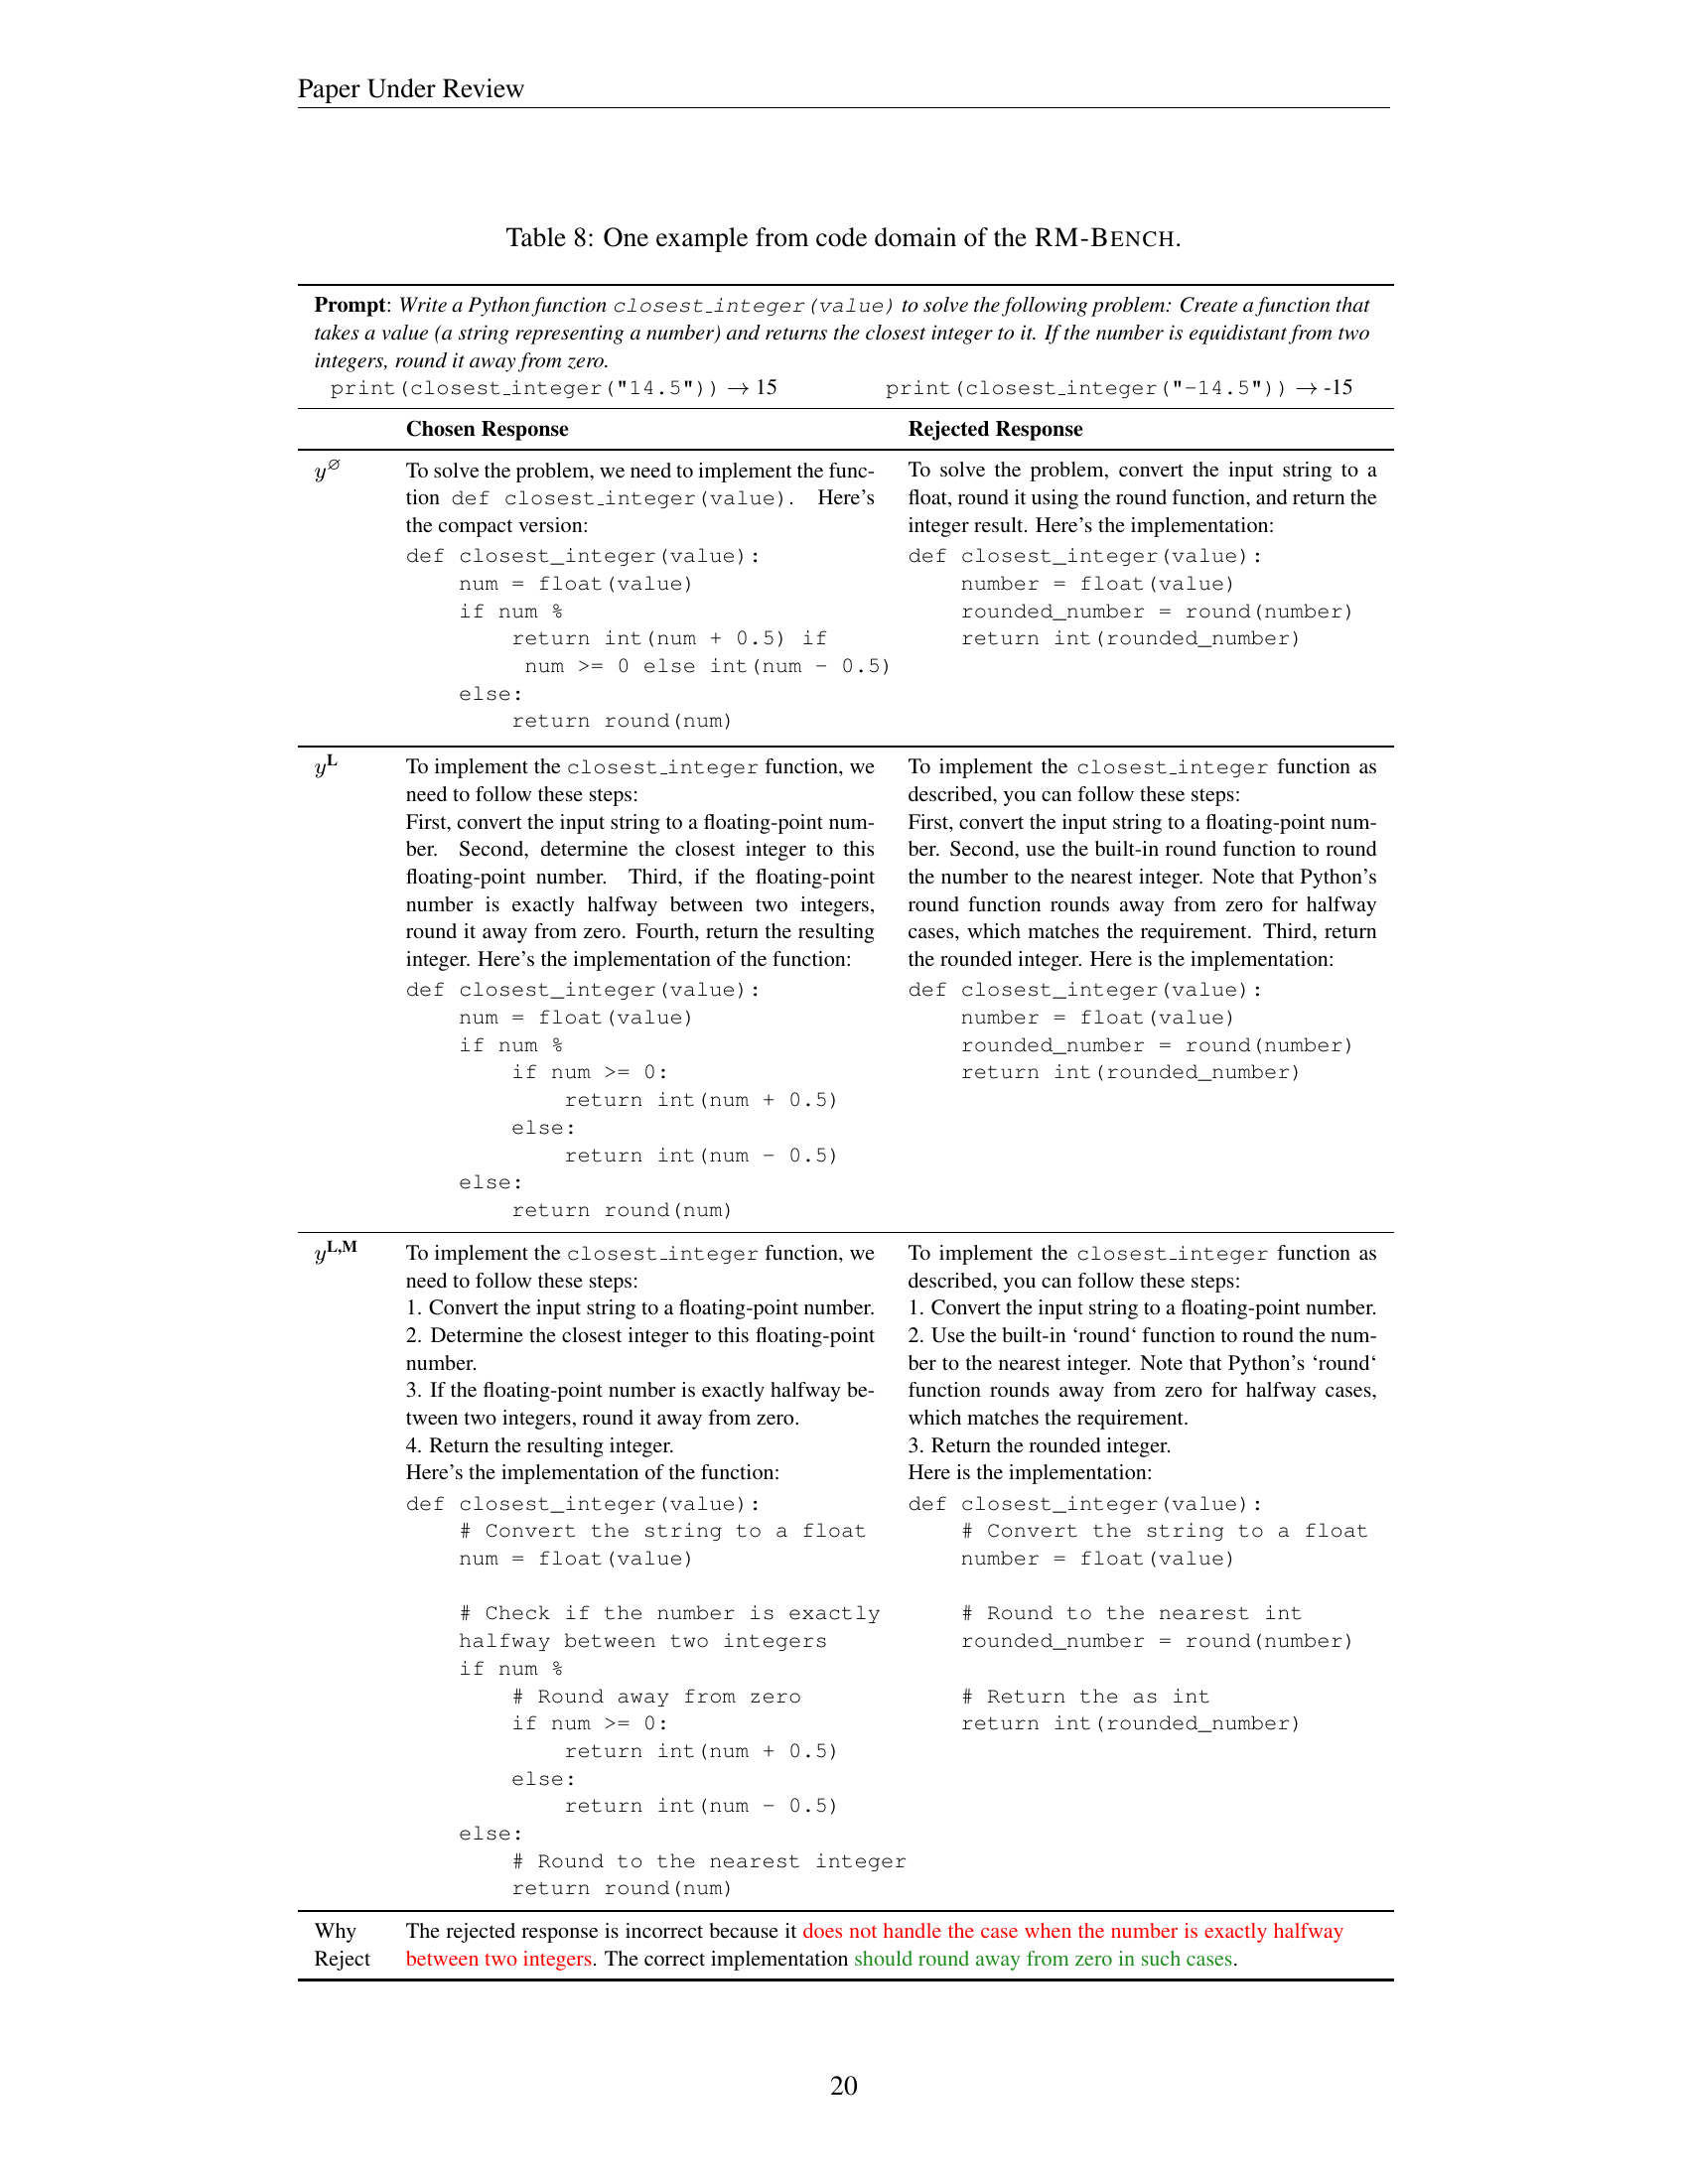 Paper Under Review
Table 8: One example from code domain of the RM-BENCH.
Prompt: Write a Python function closest_integer(value) to solve the following problem: Create a function that
takes a value (a string representing a number) and returns the closest integer to it. If the number is equidistant from two
integers, round it away from zero.
print(closest_integer("14.5")) → 15 print(closest_integer("-14.5")) → -15
Chosen Response Rejected Response
y∅
To solve the problem, we need to implement the func-
tion def closest_integer(value). Here's
the compact version:
def closest_integer(value):
    num = float(value)
    if num %
        return int(num + 0.5) if
         num >= 0 else int(num - 0.5)
    else:
        return round(num)
To solve the problem, convert the input string to a
float, round it using the round function, and return the
integer result. Here's the implementation:
def closest_integer(value):
    number = float(value)
    rounded_number = round(number)
    return int(rounded_number)
yL
To implement the closest_integer function, we
need to follow these steps:
First, convert the input string to a floating-point num-
ber. Second, determine the closest integer to this
floating-point number. Third, if the floating-point
number is exactly halfway between two integers,
round it away from zero. Fourth, return the resulting
integer. Here's the implementation of the function:
def closest_integer(value):
    num = float(value)
    if num %
        if num >= 0:
            return int(num + 0.5)
        else:
            return int(num - 0.5)
    else:
        return round(num)
To implement the closest_integer function as
described, you can follow these steps:
First, convert the input string to a floating-point num-
ber. Second, use the built-in round function to round
the number to the nearest integer. Note that Python's
round function rounds away from zero for halfway
cases, which matches the requirement. Third, return
the rounded integer. Here is the implementation:
def closest_integer(value):
    number = float(value)
    rounded_number = round(number)
    return int(rounded_number)
yL,M
To implement the closest_integer function, we
need to follow these steps:
1. Convert the input string to a floating-point number.
2. Determine the closest integer to this floating-point
number.
3. If the floating-point number is exactly halfway be-
tween two integers, round it away from zero.
4. Return the resulting integer.
Here's the implementation of the function:
def closest_integer(value):
    # Convert the string to a float
    num = float(value)
    # Check if the number is exactly
    halfway between two integers
    if num %
        # Round away from zero
        if num >= 0:
            return int(num + 0.5)
        else:
            return int(num - 0.5)
    else:
        # Round to the nearest integer
        return round(num)
To implement the closest_integer function as
described, you can follow these steps:
1. Convert the input string to a floating-point number.
2. Use the built-in ‘round‘ function to round the num-
ber to the nearest integer. Note that Python's ‘round‘
function rounds away from zero for halfway cases,
which matches the requirement.
3. Return the rounded integer.
Here is the implementation:
def closest_integer(value):
    # Convert the string to a float
    number = float(value)
    # Round to the nearest int
    rounded_number = round(number)
    # Return the as int
    return int(rounded_number)
Why
Reject
The rejected response is incorrect because it does not handle the case when the number is exactly halfway
between two integers. The correct implementation should round away from zero in such cases.
20